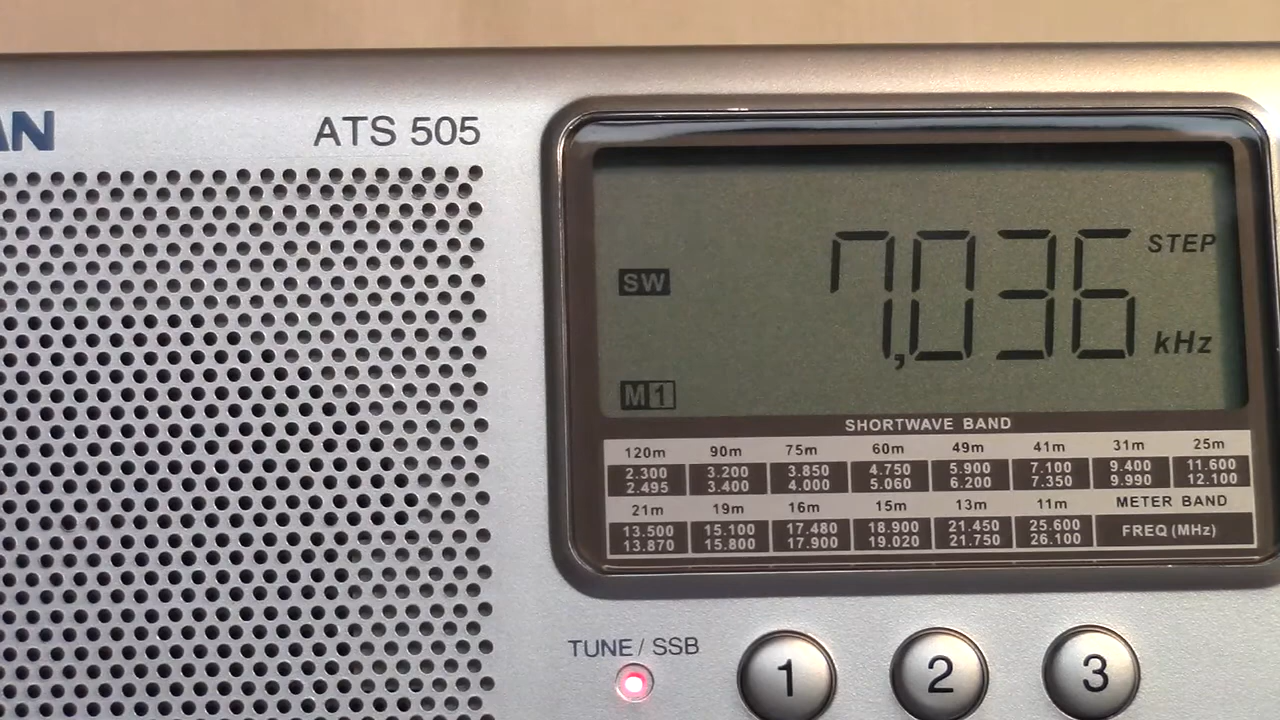 AN
ATS 505
SW
7,036
STEP
kHz
M1
SHORTWAVE BAND
120m 90m 75m 60m 49m 41m 31m 25m
2.300 3.200 3.850 4.750 5.900 7.100 9.400 11.600
2.495 3.400 4.000 5.060 6.200 7.350 9.990 12.100
21m 19m 16m 15m 13m 11m METER BAND
13.500 15.100 17.480 18.900 21.450 25.600 FREQ (MHz)
13.870 15.800 17.900 19.020 21.750 26.100
TUNE / SSB
1 2 3